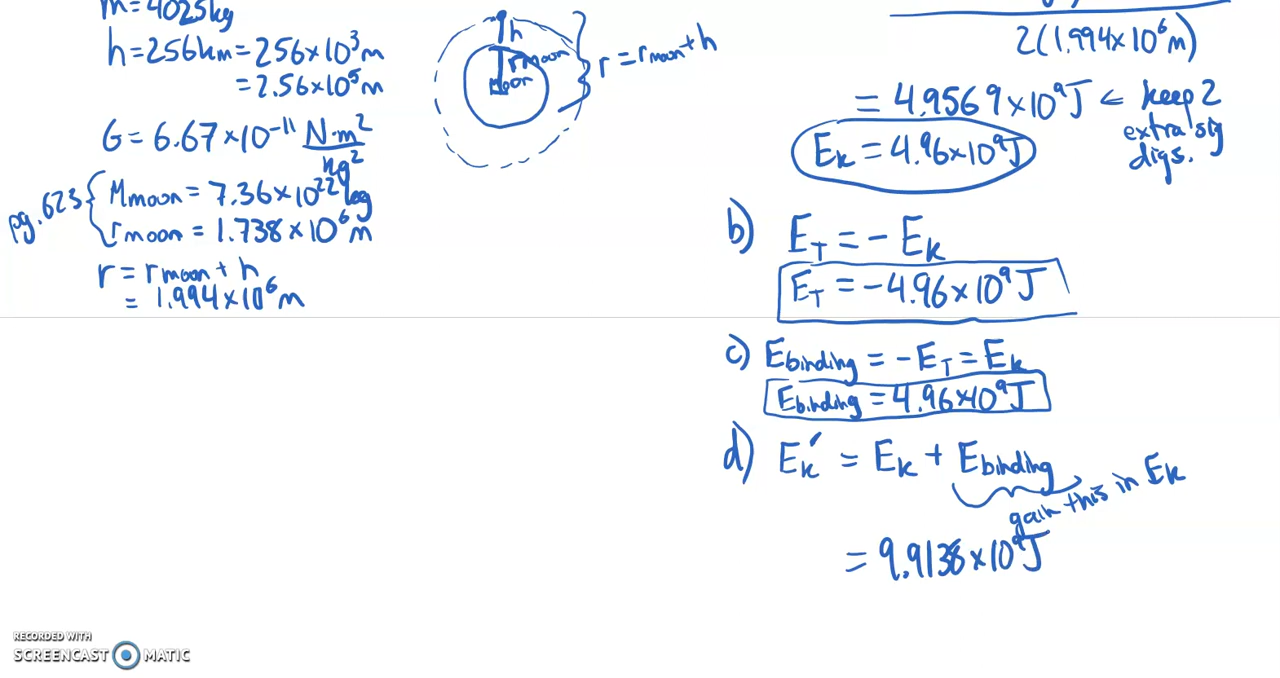 m = 4025kg
h = 256km = 256×10³m
= 2.56×10⁵m
G = 6.67×10⁻¹¹ N·m²/kg²
pg. 623 { Mmoon = 7.36×10²²kg
rmoon = 1.738×10⁶m
r = rmoon + h
= 1.994×10⁶m
h
rmoon
moon
r = rmoon + h
2(1.994×10⁶m)
= 4.9569×10⁹J ← keep 2
extra sig
digs.
Eₖ = 4.96×10⁹J
b) E_T = -Eₖ
E_T = -4.96×10⁹J
c) Ebinding = -E_T = Eₖ
Ebinding = 4.96×10⁹J
d) Eₖ′ = Eₖ + Ebinding
gain this in Eₖ
= 9.9138×10⁹J
RECORDED WITH
SCREENCAST MATIC